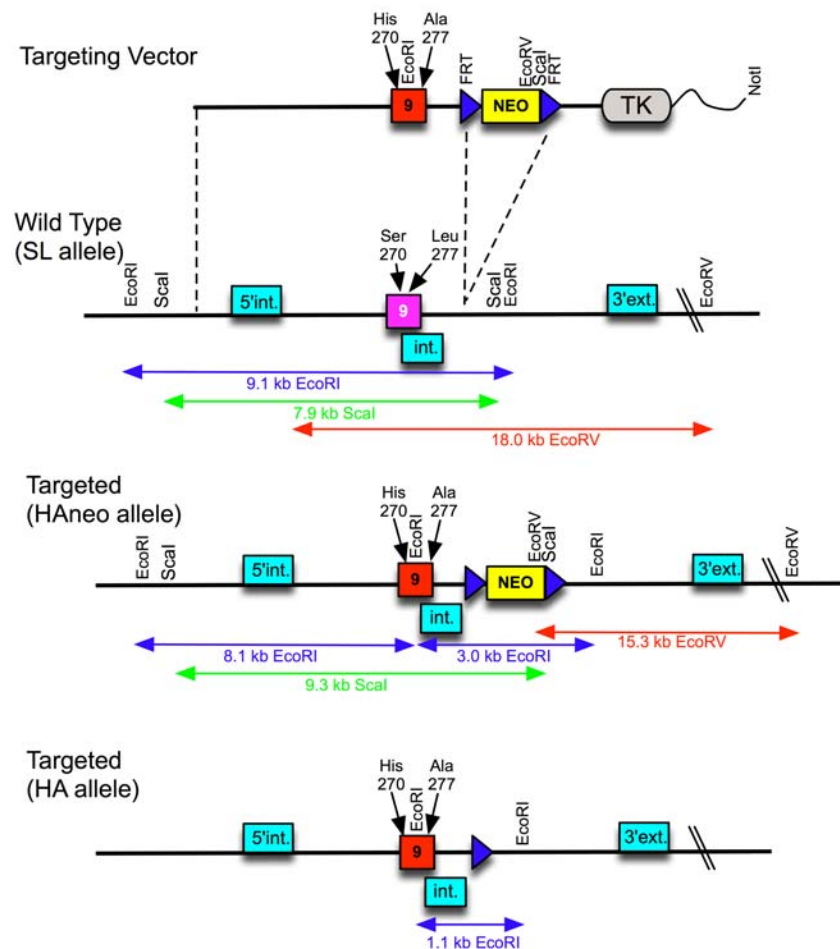 Targeting Vector
His 270
EcoRI
Ala 277
FRT
EcoRV
ScaI
FRT
9
NEO
TK
NotI
Wild Type
(SL allele)
EcoRI
ScaI
Ser 270
Leu 277
ScaI
EcoRI
EcoRV
5'int.
9
3'ext.
int.
9.1 kb EcoRI
7.9 kb ScaI
18.0 kb EcoRV
Targeted
(HAneo allele)
EcoRI
ScaI
His 270
EcoRI
Ala 277
EcoRV
ScaI
EcoRI
EcoRV
5'int.
9
NEO
3'ext.
int.
8.1 kb EcoRI
3.0 kb EcoRI
15.3 kb EcoRV
9.3 kb ScaI
Targeted
(HA allele)
His 270
EcoRI
Ala 277
EcoRI
5'int.
9
3'ext.
int.
1.1 kb EcoRI